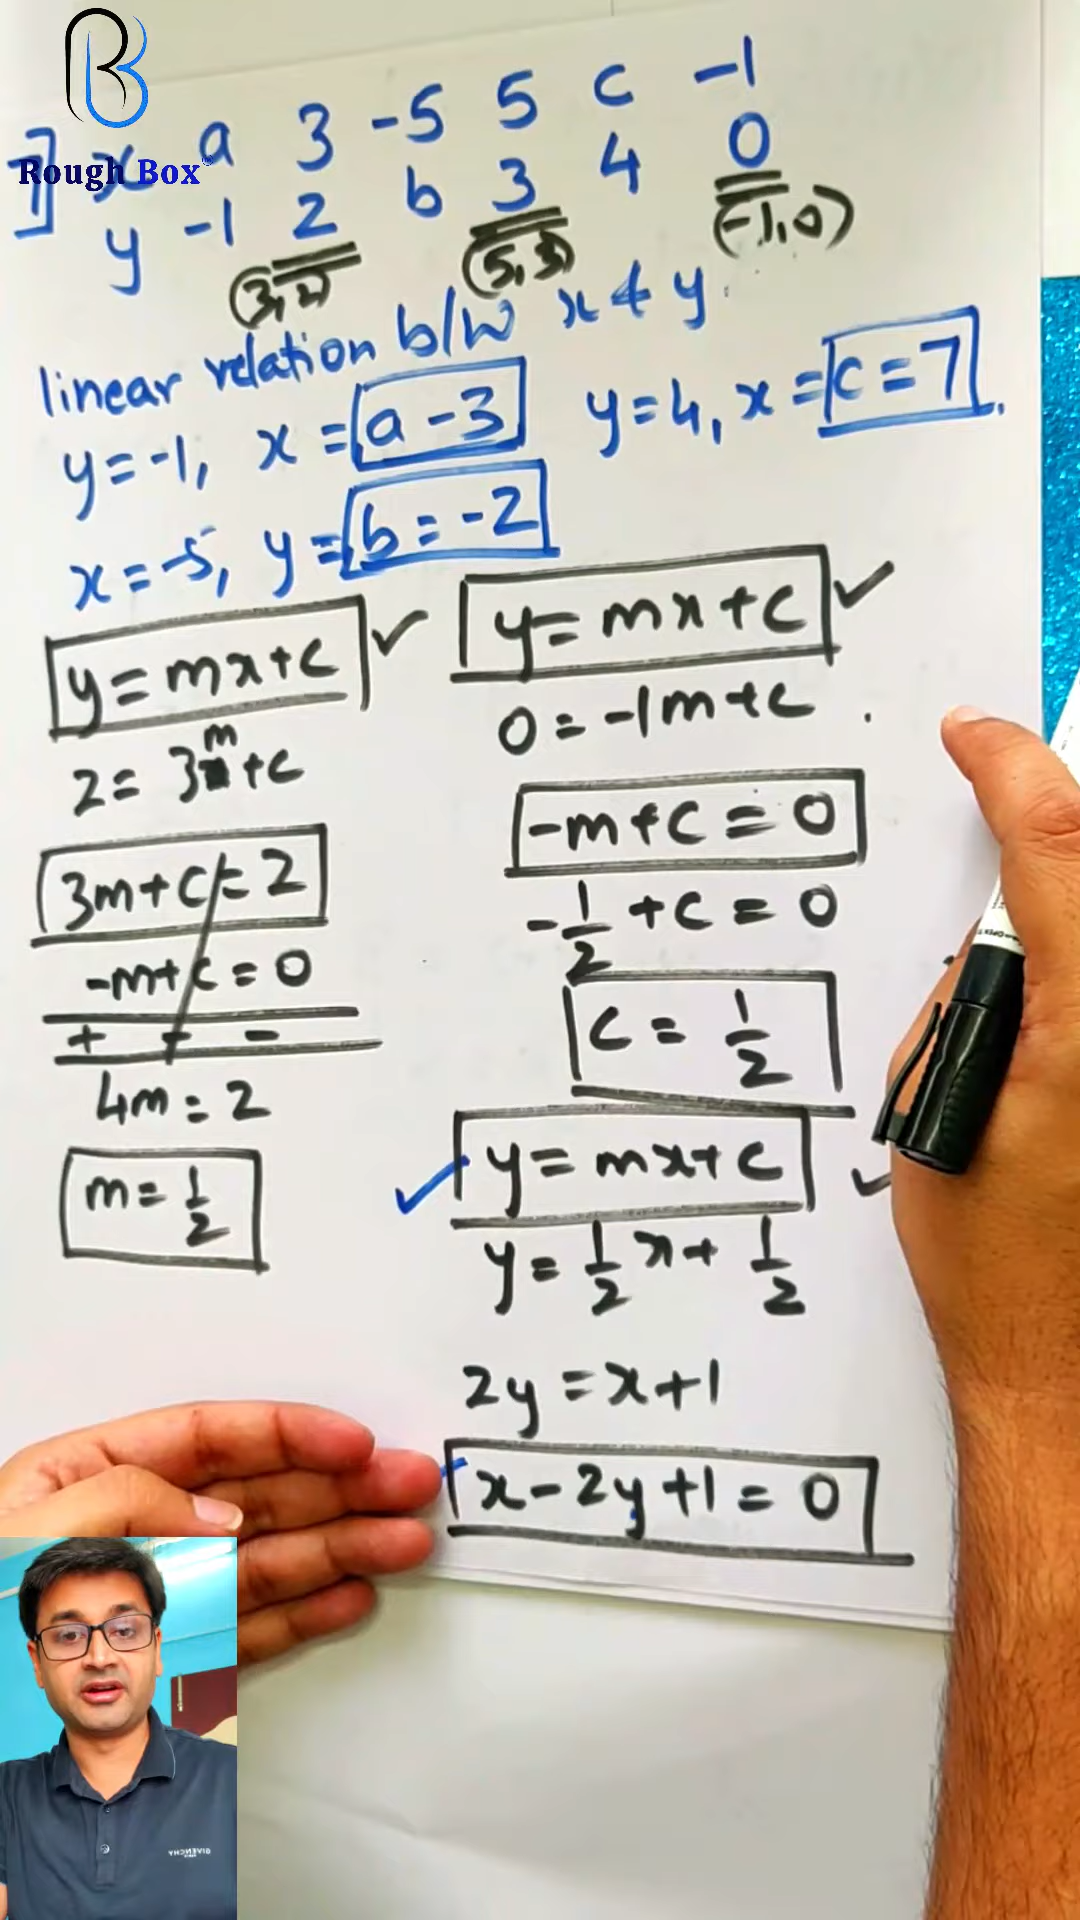 Rough Box
7] x a 3 -5 5 c -1
y -1 2 b 3 4 0
(3,2) (5,3) (-1,0)
linear relation b/w x & y.
y=-1, x = a -3 y=4, x = c = 7
x=-5, y = b = -2
y = mx+c
2 = 3m+c
3m+c = 2
-m+c = 0
+ - -
4m = 2
m = 1/2
y = mx+c
0 = -1m+c
-m+c = 0
-1/2 + c = 0
c = 1/2
y = mx+c
y = 1/2 x + 1/2
2y = x+1
x - 2y + 1 = 0
GIVENCHY